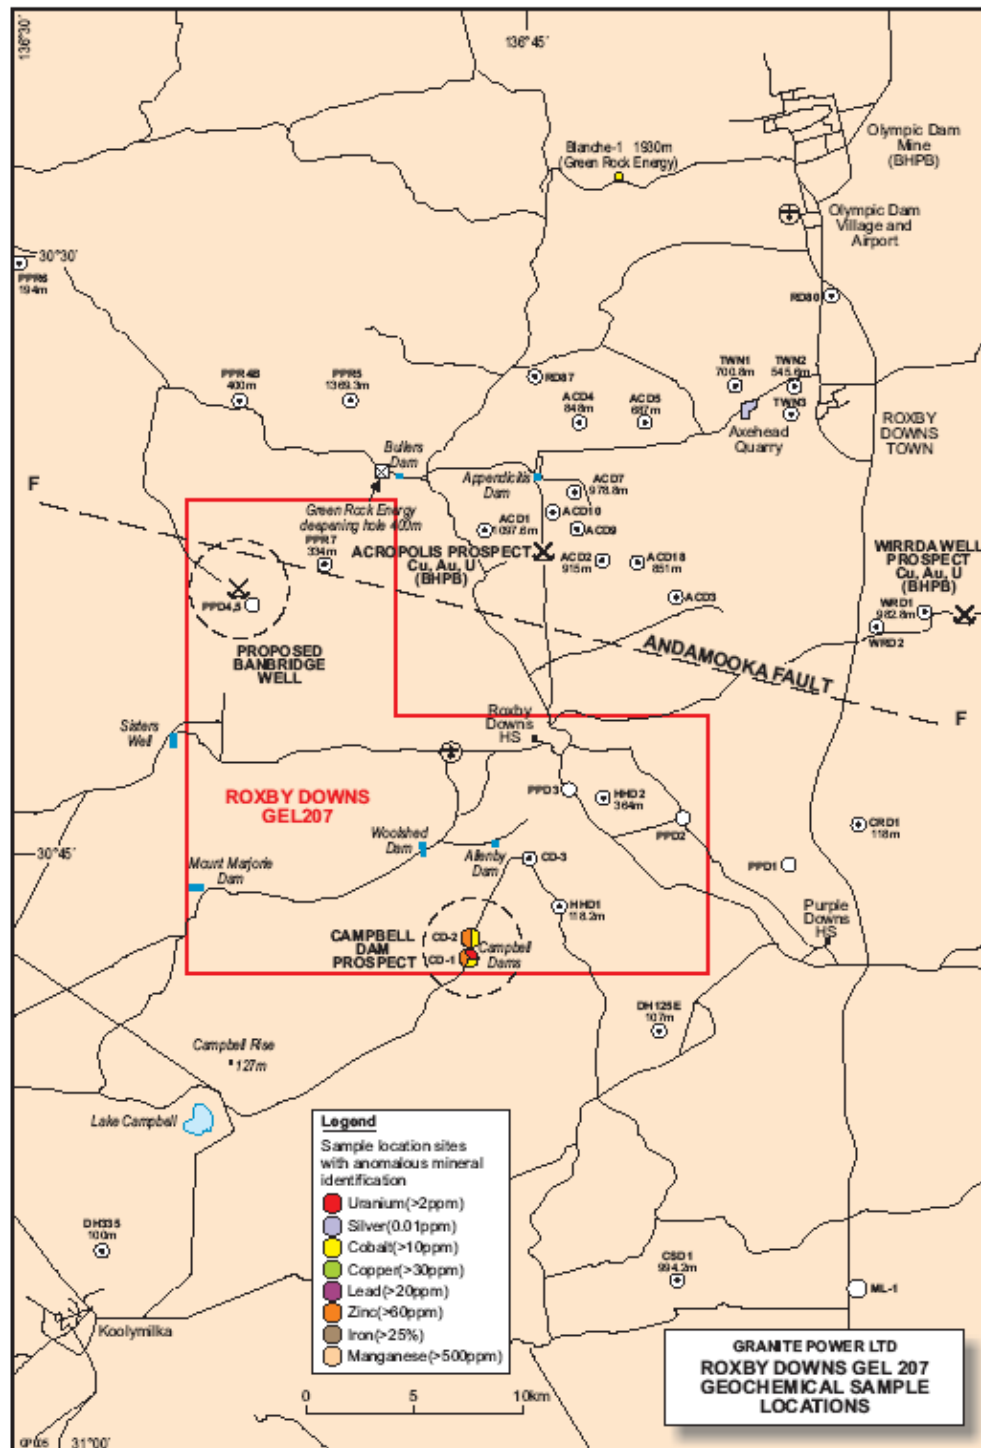 136°30'
136°45'
Olympic Dam
Mine
(BHPB)
Blanche-1 1930m
(Green Rock Energy)
Olympic Dam
Village and
Airport
30°30'
PPR6
194m
RD80
PPR4B
400m
PPR5
1369.3m
RD87
TWN1
700.8m
TWN2
545.6m
ACD4
848m
ACD5
687m
TWN3
Axehead
Quarry
ROXBY
DOWNS
TOWN
Bullers
Dam
Appendicitis
Dam
ACD7
978.8m
F
Green Rock Energy
deepening hole 400m
ACD10
ACD1
1097.6m
ACD9
PPR7
334m
ACROPOLIS PROSPECT
Cu, Au, U
(BHPB)
ACD2
915m
ACD18
851m
WIRRDA WELL
PROSPECT
Cu, Au, U
(BHPB)
PPD4,5
ACD3
WRD1
982.8m
WRD2
PROPOSED
BANBRIDGE
WELL
ANDAMOOKA FAULT
F
Sisters
Well
Roxby
Downs
HS
ROXBY DOWNS
GEL207
PPD3
HHD2
364m
PPD2
CRD1
118m
Woolshed
Dam
Allenby
Dam
30°45'
CD-3
PPD1
Mount Marjorie
Dam
HHD1
118.2m
Purple
Downs
HS
CAMPBELL
DAM
PROSPECT
CD-2
CD-1
Campbell
Dams
DH125E
107m
Campbell Rise
127m
Lake Campbell
Legend
Sample location sites
with anomalous mineral
identification
Uranium(>2ppm)
Silver(0.01ppm)
Cobalt(>10ppm)
Copper(>30ppm)
Lead(>20ppm)
Zinc(>60ppm)
Iron(>25%)
Manganese(>500ppm)
DH335
100m
CSD1
994.2m
ML-1
Koolymilka
0 5 10km
GRANITE POWER LTD
ROXBY DOWNS GEL 207
GEOCHEMICAL SAMPLE
LOCATIONS
31°00'